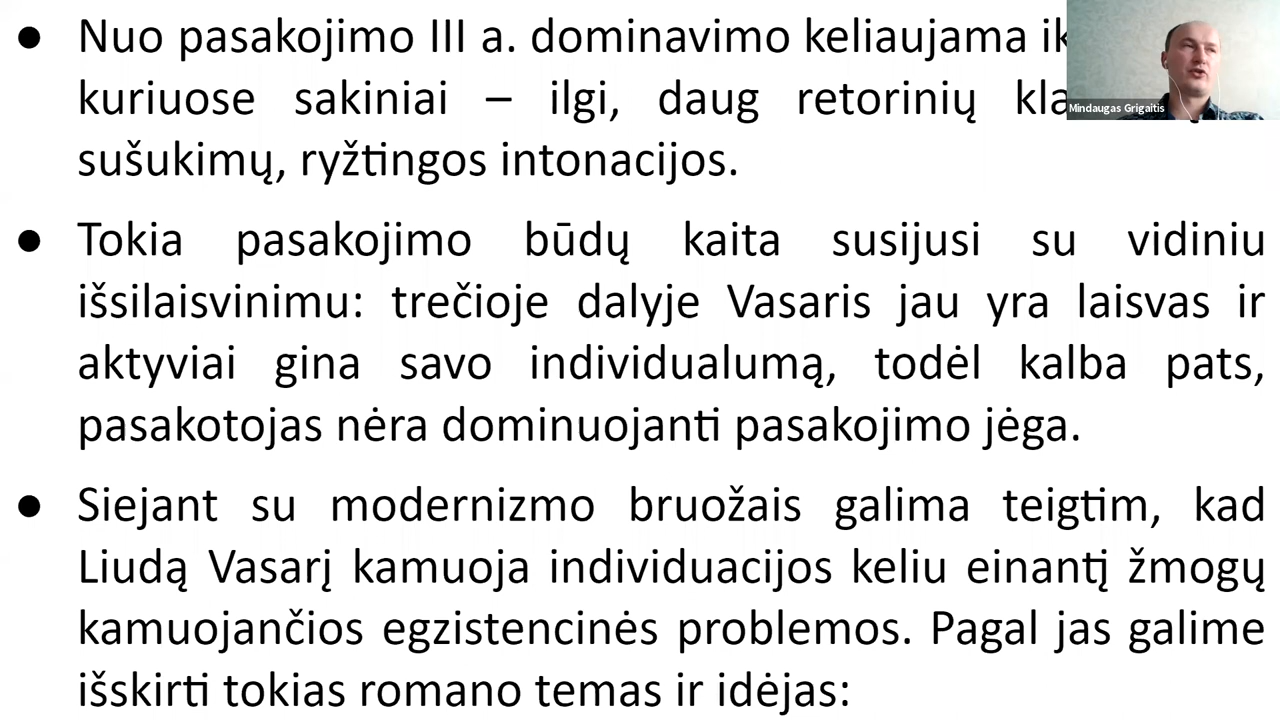 ● Nuo pasakojimo III a. dominavimo keliaujama
kuriuose sakiniai – ilgi, daug retorinių
sušukimų, ryžtingos intonacijos.
● Tokia pasakojimo būdų kaita susijusi su vidiniu
išsilaisvinimu: trečioje dalyje Vasaris jau yra laisvas ir
aktyviai gina savo individualumą, todėl kalba pats,
pasakotojas nėra dominuojanti pasakojimo jėga.
● Siejant su modernizmo bruožais galima teigtim, kad
Liudą Vasarį kamuoja individuacijos keliu einantį žmogų
kamuojančios egzistencinės problemos. Pagal jas galime
išskirti tokias romano temas ir idėjas:
Mindaugas Grigaitis